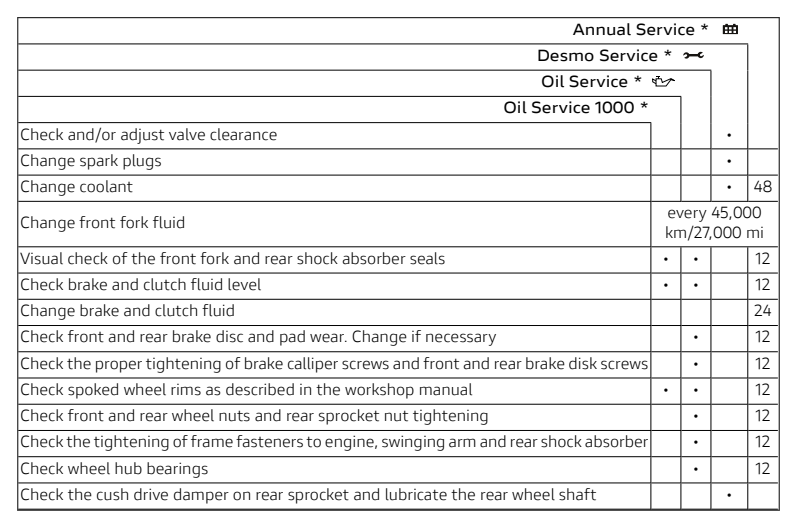 Annual Service *
Desmo Service *
Oil Service *
Oil Service 1000 *
Check and/or adjust valve clearance •
Change spark plugs •
Change coolant • 48
Change front fork fluid every 45,000 km/27,000 mi
Visual check of the front fork and rear shock absorber seals • • 12
Check brake and clutch fluid level • • 12
Change brake and clutch fluid 24
Check front and rear brake disc and pad wear. Change if necessary • 12
Check the proper tightening of brake calliper screws and front and rear brake disk screws • 12
Check spoked wheel rims as described in the workshop manual • • 12
Check front and rear wheel nuts and rear sprocket nut tightening • 12
Check the tightening of frame fasteners to engine, swinging arm and rear shock absorber • 12
Check wheel hub bearings • 12
Check the cush drive damper on rear sprocket and lubricate the rear wheel shaft •